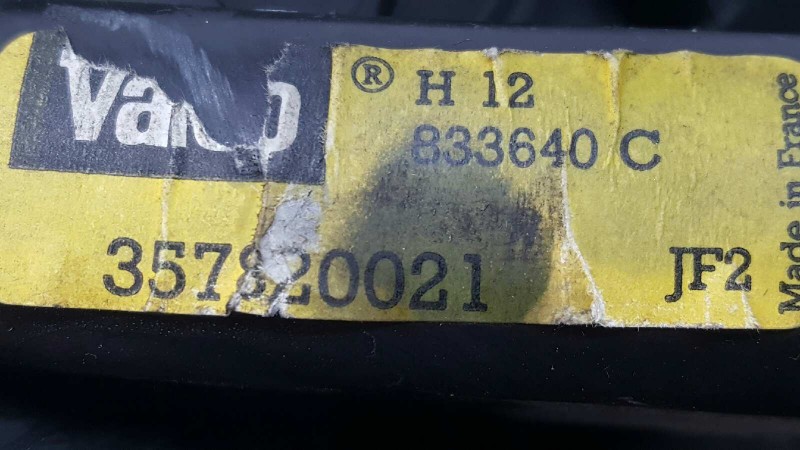 Valeo ® H 12
833640 C
357820021 JF2
Made in France